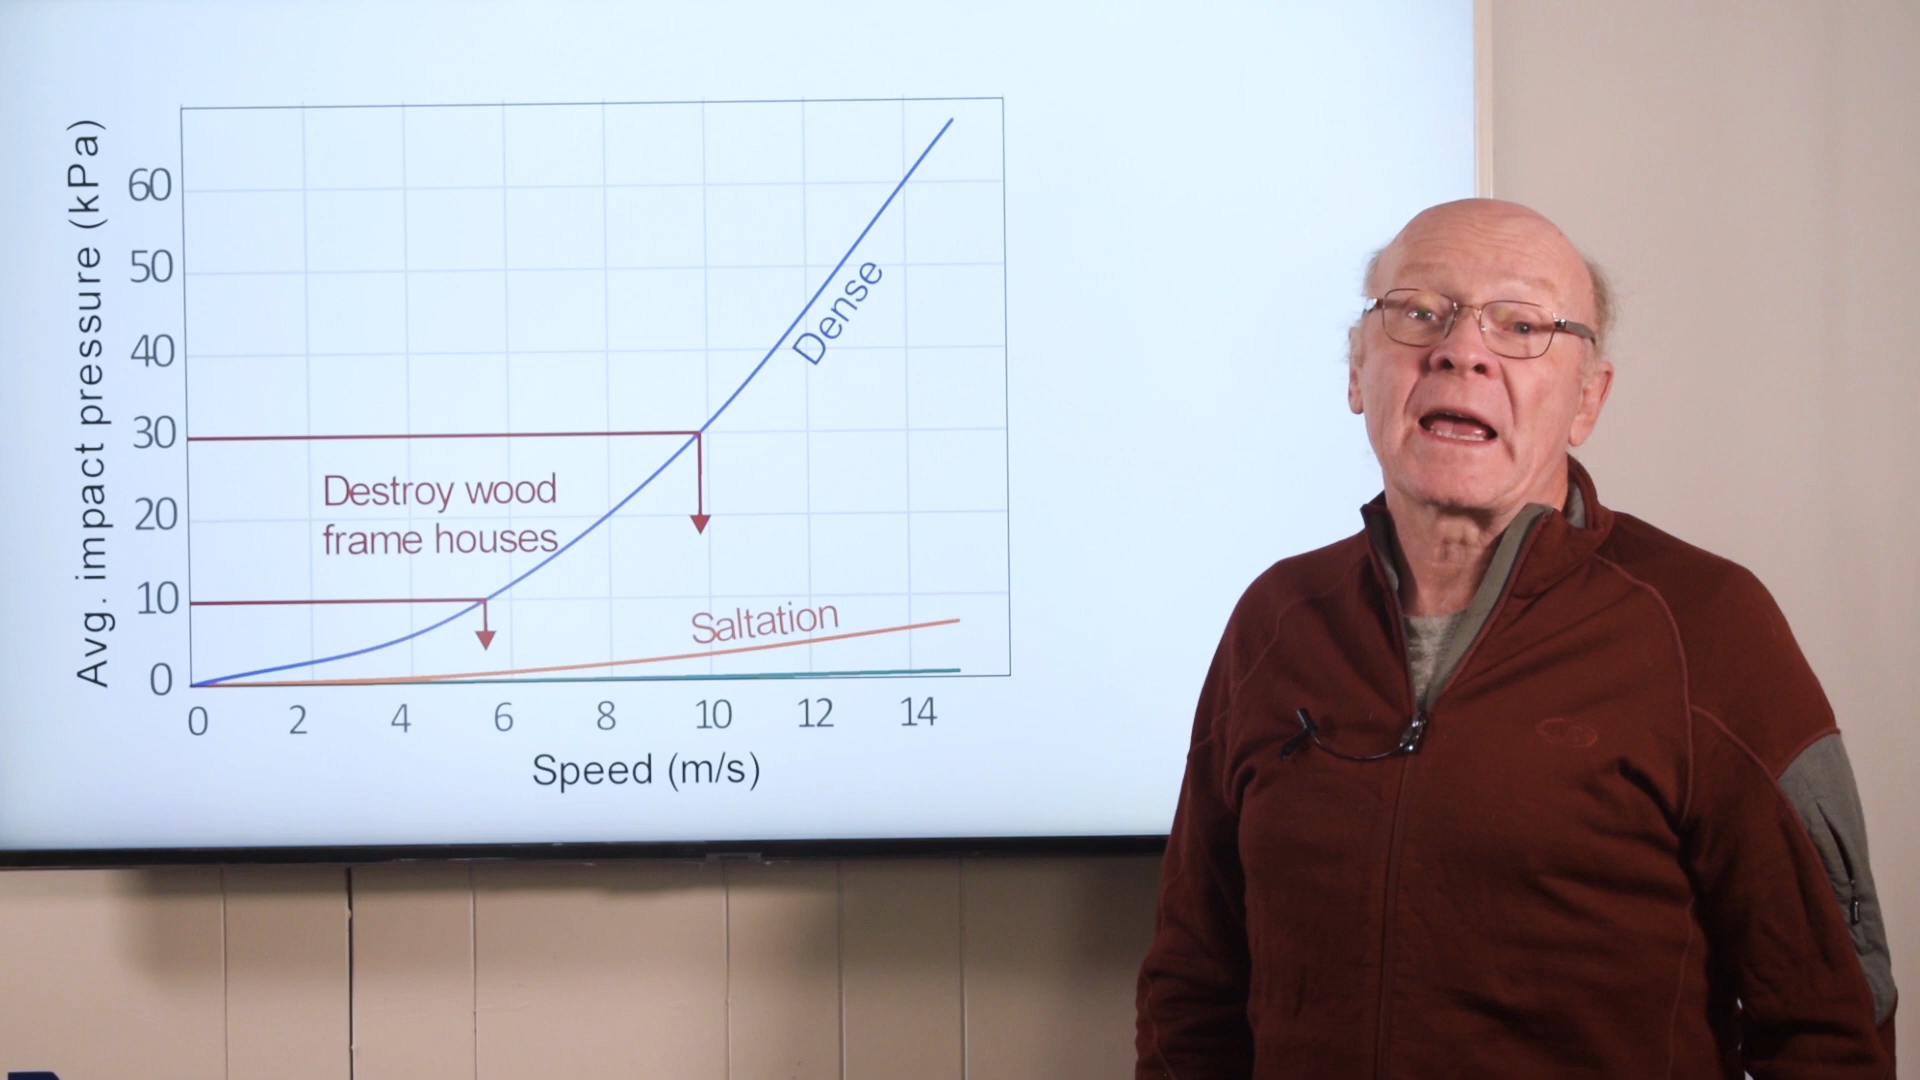 Avg. impact pressure (kPa)
60
50
40
30
20
10
0
Dense
Destroy wood
frame houses
Saltation
0 2 4 6 8 10 12 14
Speed (m/s)